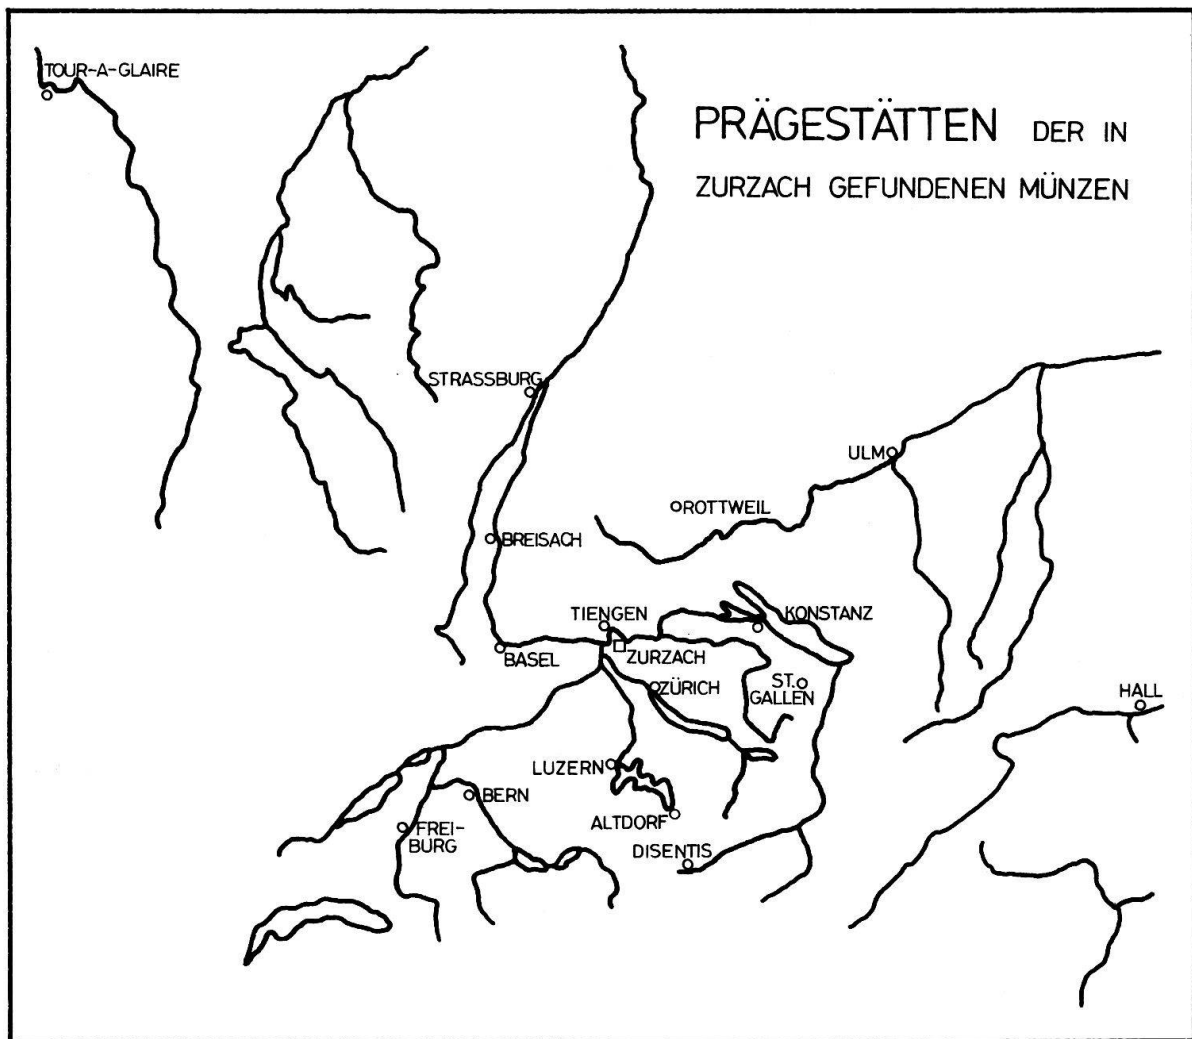 TOUR-A-GLAIRE
PRÄGESTÄTTEN DER IN
ZURZACH GEFUNDENEN MÜNZEN
STRASSBURG
ULM
ROTTWEIL
BREISACH
TIENGEN
KONSTANZ
BASEL
ZURZACH
ZÜRICH
ST.
GALLEN
HALL
LUZERN
BERN
ALTDORF
FREI-
BURG
DISENTIS